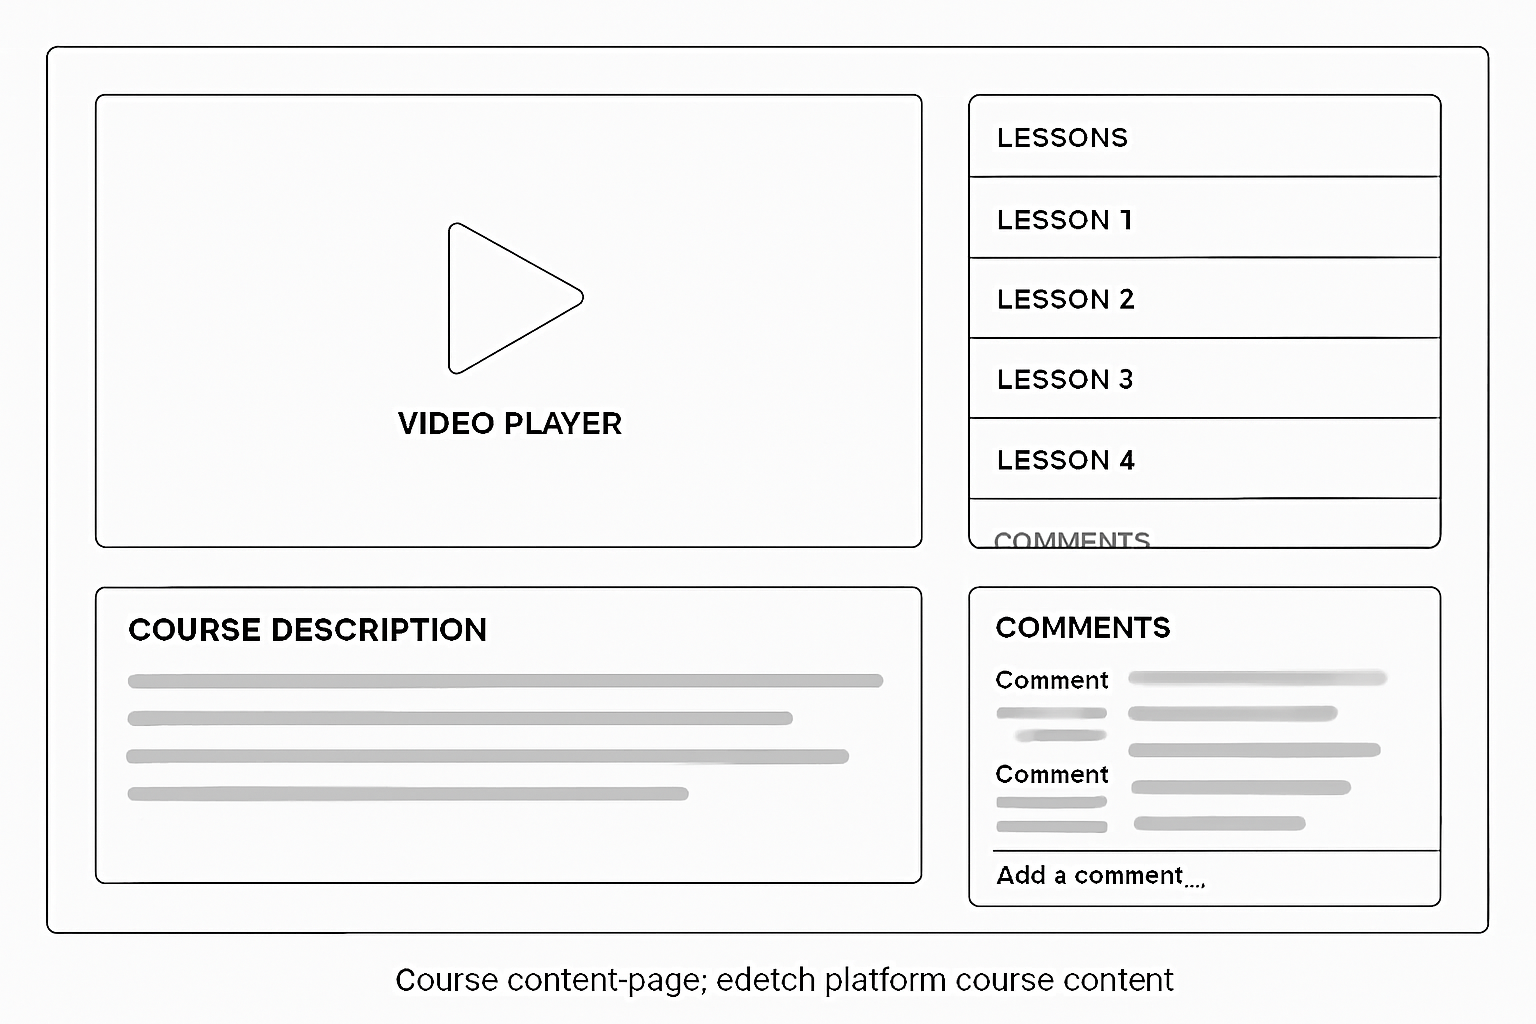 VIDEO PLAYER
LESSONS
LESSON 1
LESSON 2
LESSON 3
LESSON 4
COMMENTS
COURSE DESCRIPTION
COMMENTS
Comment
Comment
Add a comment...,
Course content-page; edetch platform course content